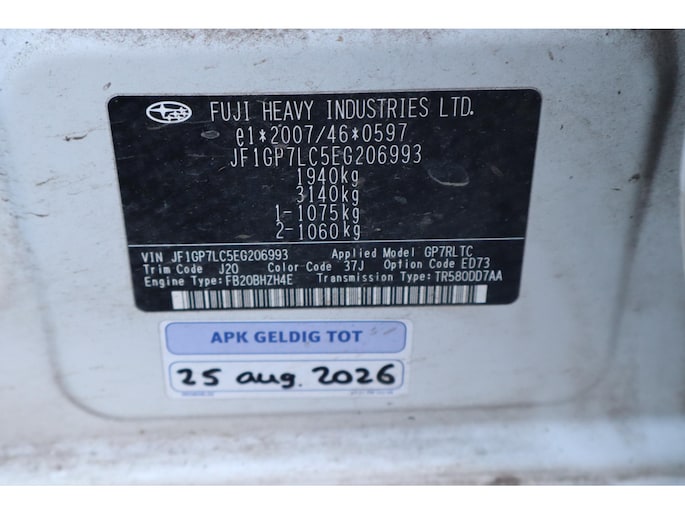 FUJI HEAVY INDUSTRIES LTD.
e1*2007/46*0597
JF1GP7LC5EG206993
1940kg
3140kg
1-1075kg
2-1060kg
VIN JF1GP7LC5EG206993 Applied Model GP7RLTC
Trim Code J20 Color Code 37J Option Code ED73
Engine Type:FB20BHZH4E Transmission Type:TR580DD7AA
APK GELDIG TOT
25 aug. 2026